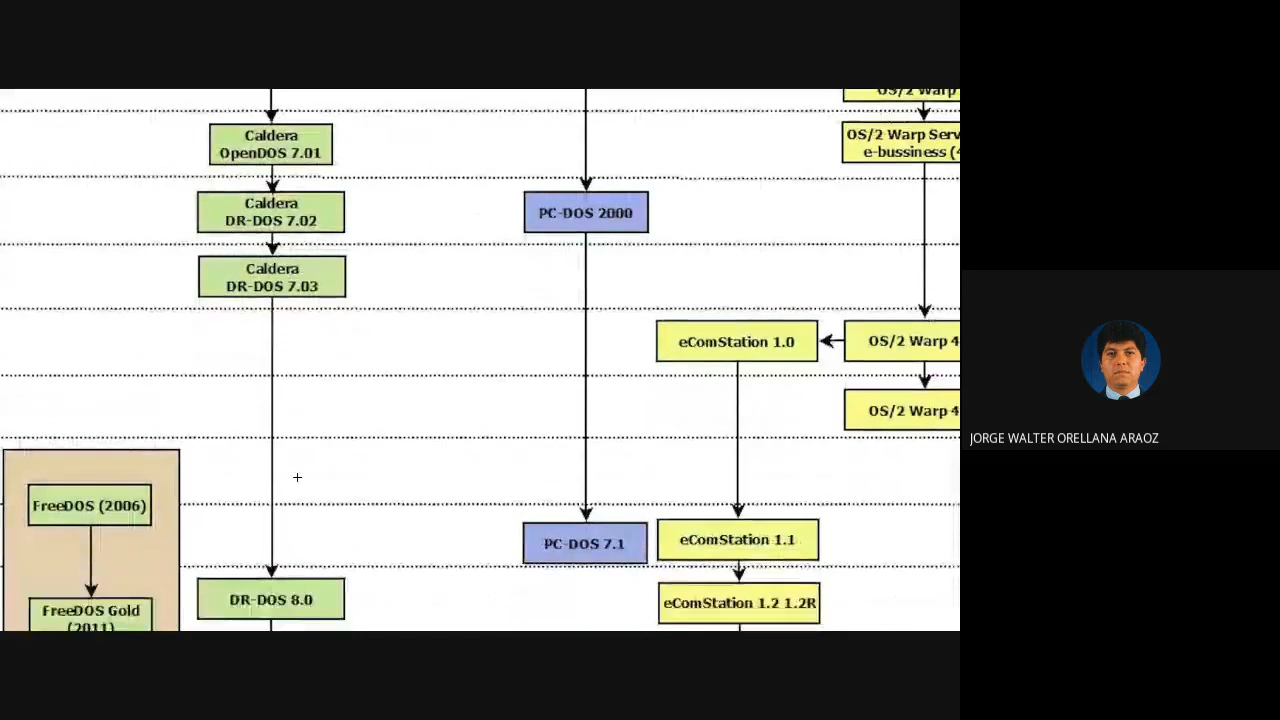 OS/2 Warp
Caldera
OpenDOS 7.01
OS/2 Warp Serv
e-bussiness (4
Caldera
DR-DOS 7.02
PC-DOS 2000
Caldera
DR-DOS 7.03
eComStation 1.0
OS/2 Warp 4
OS/2 Warp 4
JORGE WALTER ORELLANA ARAOZ
FreeDOS (2006)
PC-DOS 7.1
eComStation 1.1
DR-DOS 8.0
eComStation 1.2 1.2R
FreeDOS Gold
(2011)